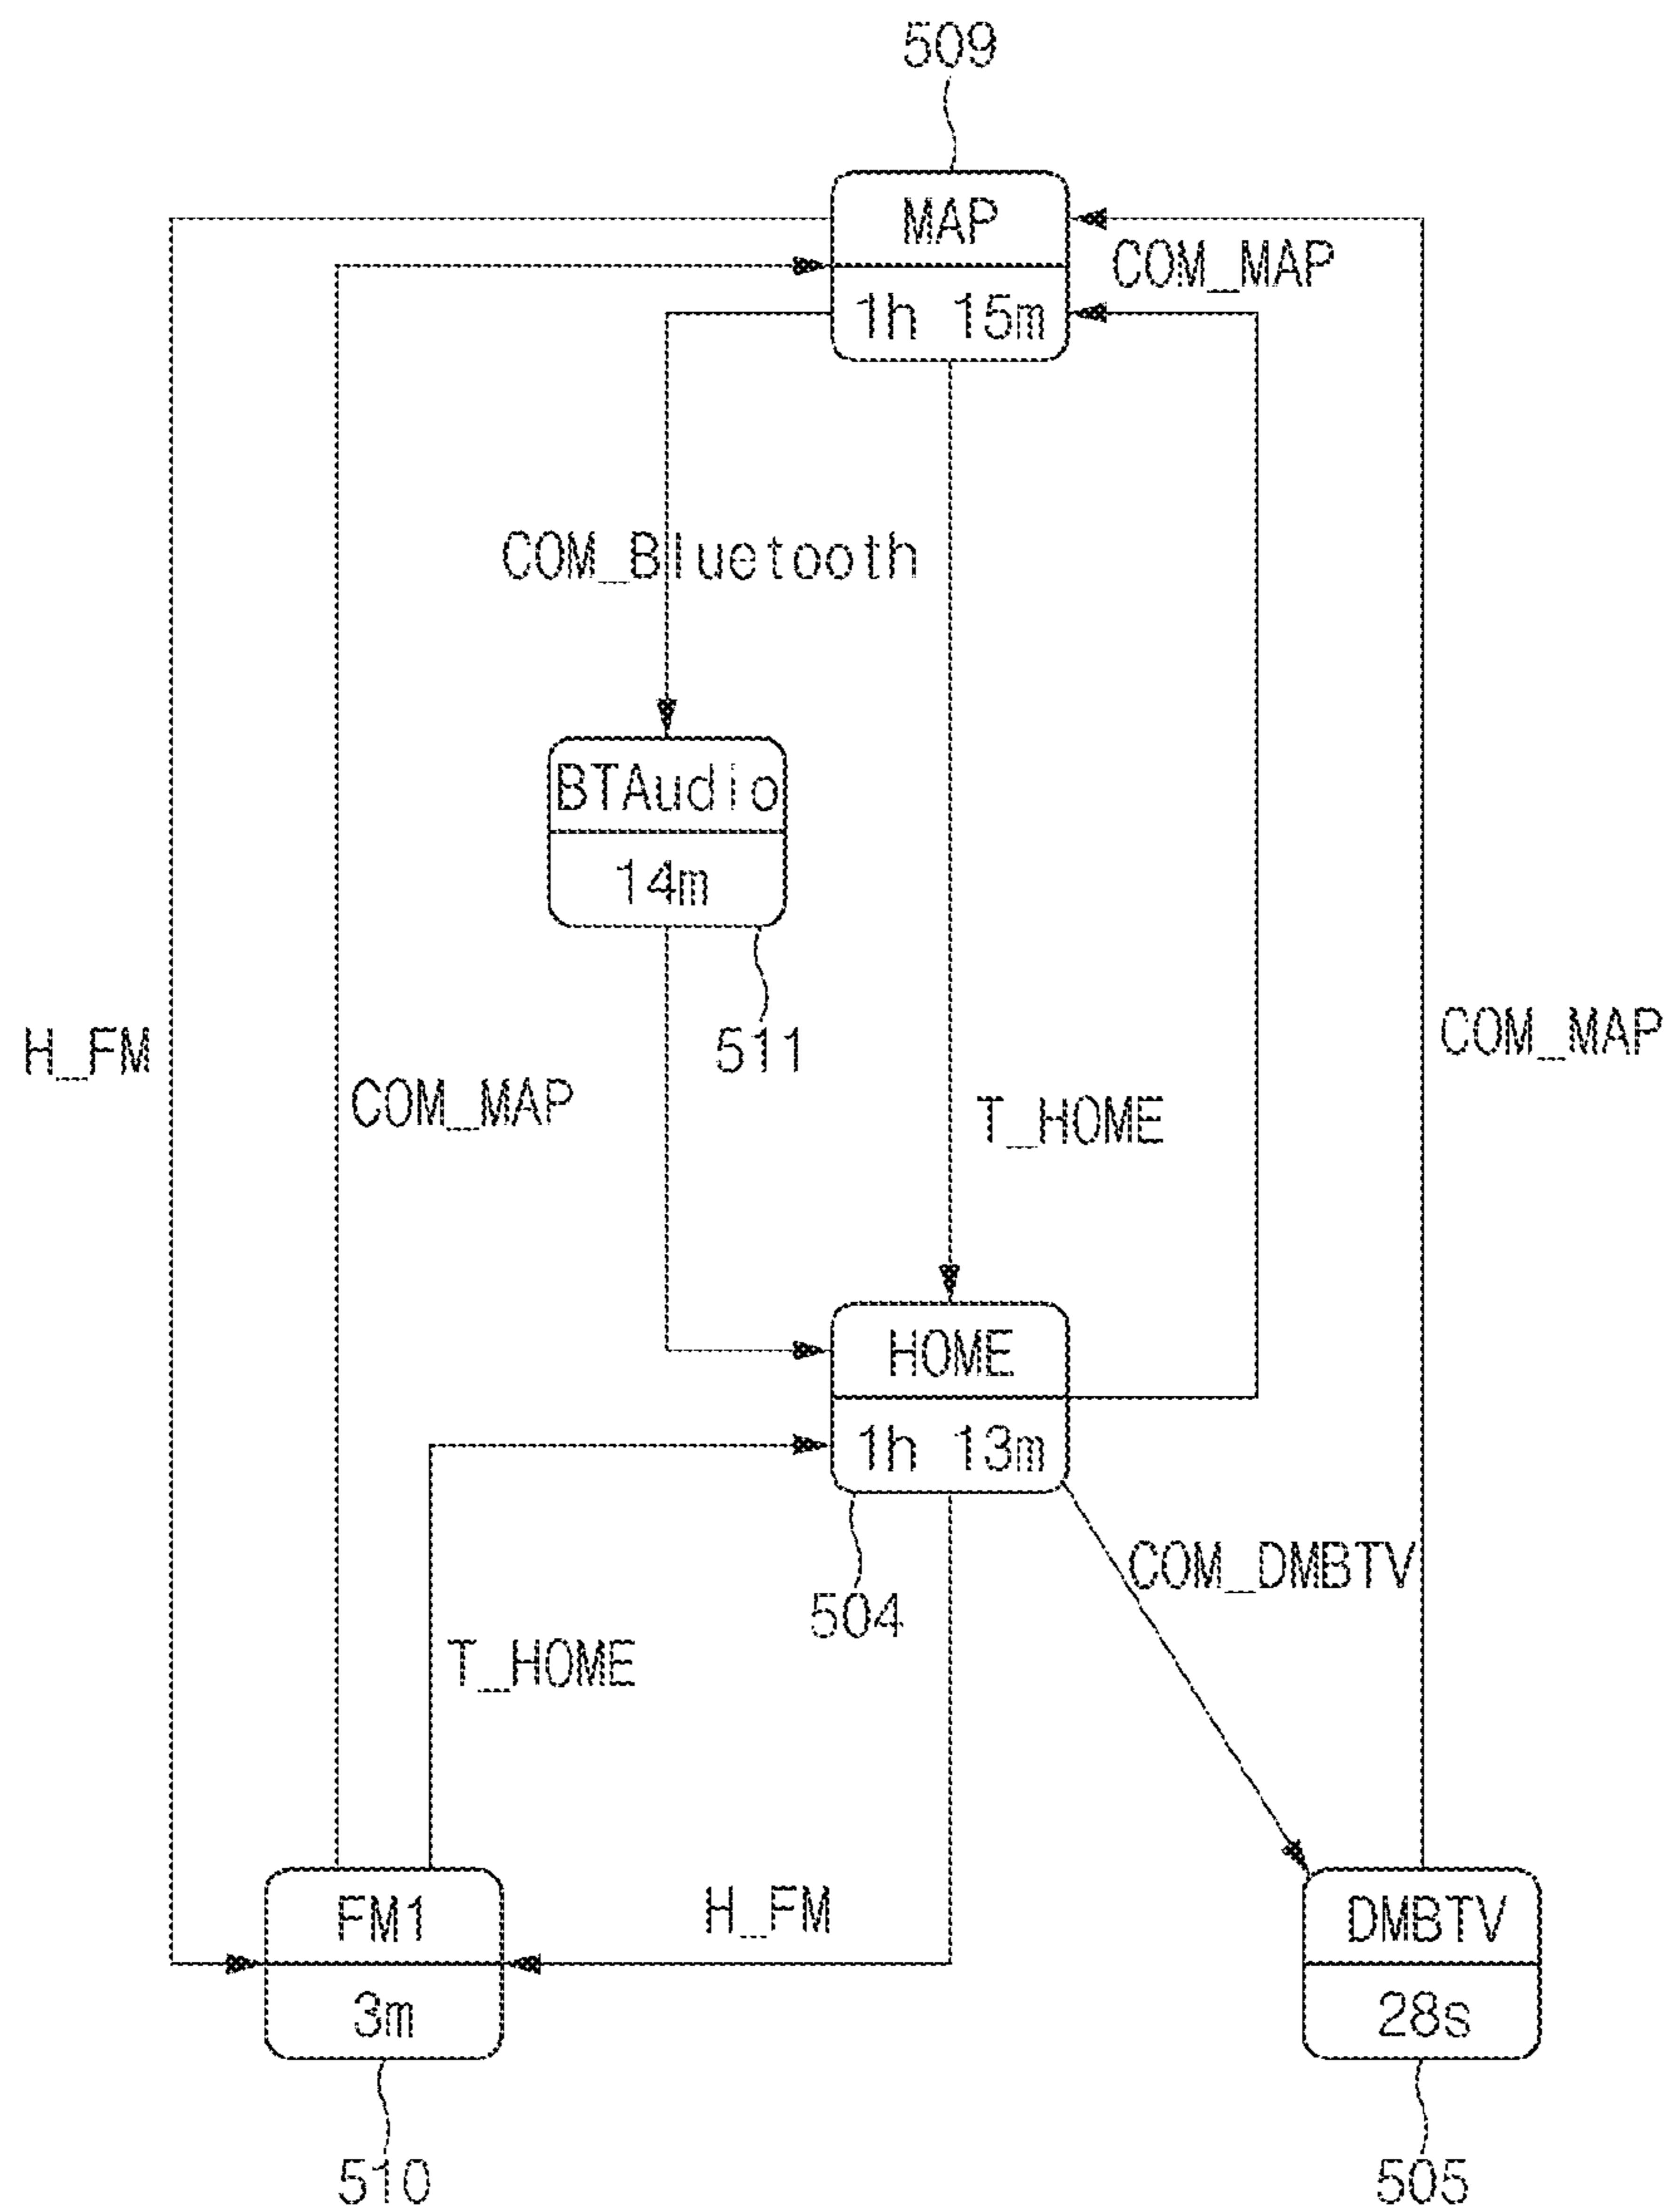 509
MAP
COM_MAP
1h 15m
COM_Bluetooth
BTAudio
14m
511
H_FM
COM_MAP
COM_MAP
T_HOME
HOME
1h 13m
COM_DMBTV
504
T_HOME
H_FM
FM1
DMBTV
3m
28s
510
505